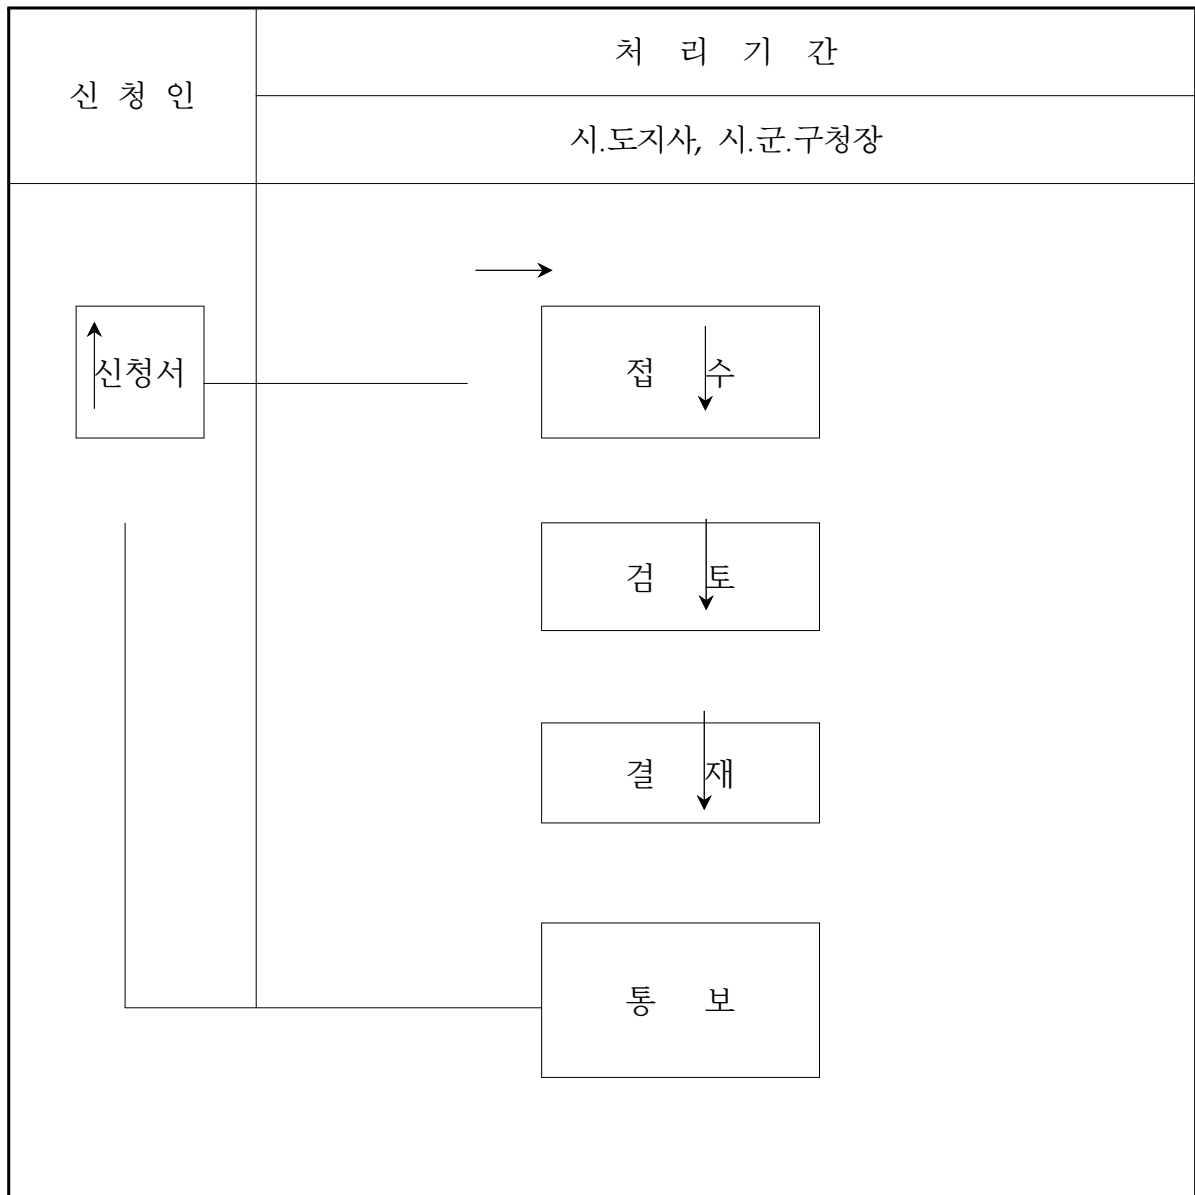 신 청 인
처 리 기 간
시.도지사, 시.군.구청장
신청서
접 수
검 토
결 재
통 보